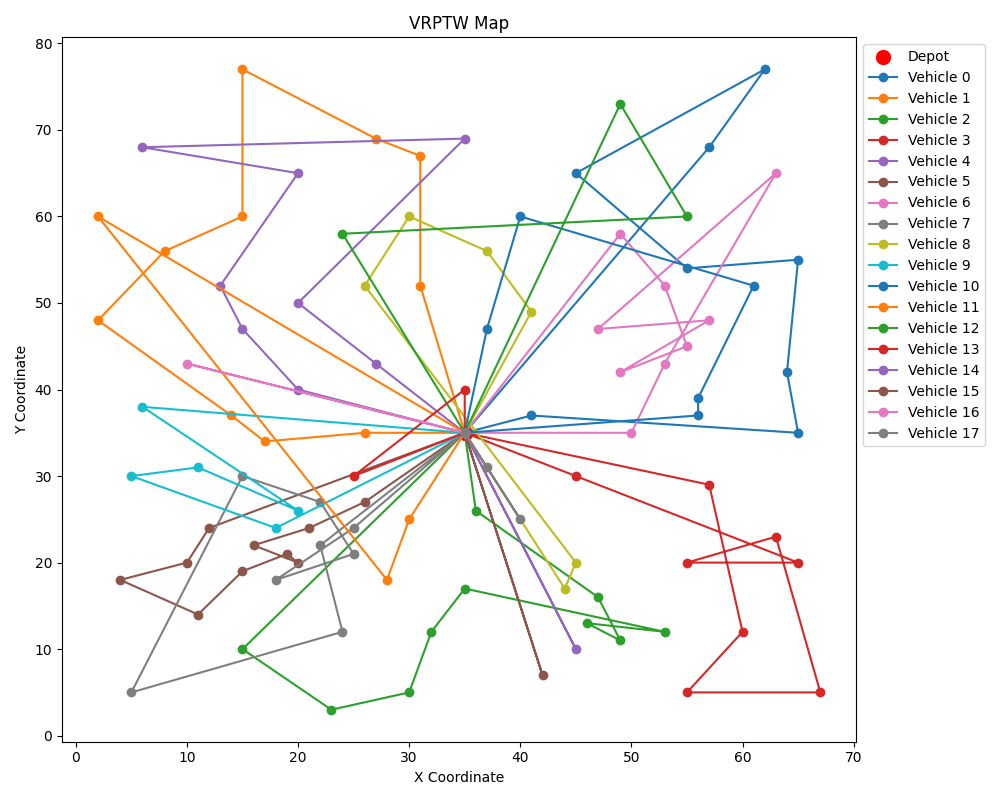 VRPTW Map
80
70
60
50
40
30
20
10
0
Y Coordinate
0 10 20 30 40 50 60 70
X Coordinate
Depot
Vehicle 0
Vehicle 1
Vehicle 2
Vehicle 3
Vehicle 4
Vehicle 5
Vehicle 6
Vehicle 7
Vehicle 8
Vehicle 9
Vehicle 10
Vehicle 11
Vehicle 12
Vehicle 13
Vehicle 14
Vehicle 15
Vehicle 16
Vehicle 17